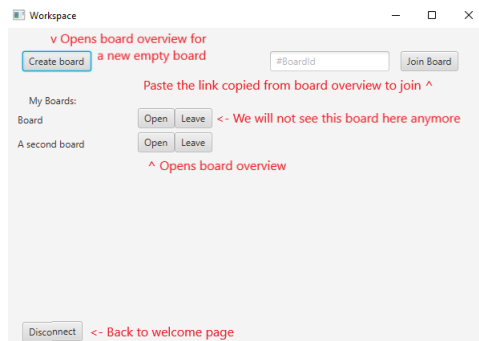 Workspace
v Opens board overview for
Create board a new empty board #BoardId Join Board
Paste the link copied from board overview to join ^
My Boards:
Board Open Leave <- We will not see this board here anymore
A second board Open Leave
^ Opens board overview
Disconnect <- Back to welcome page